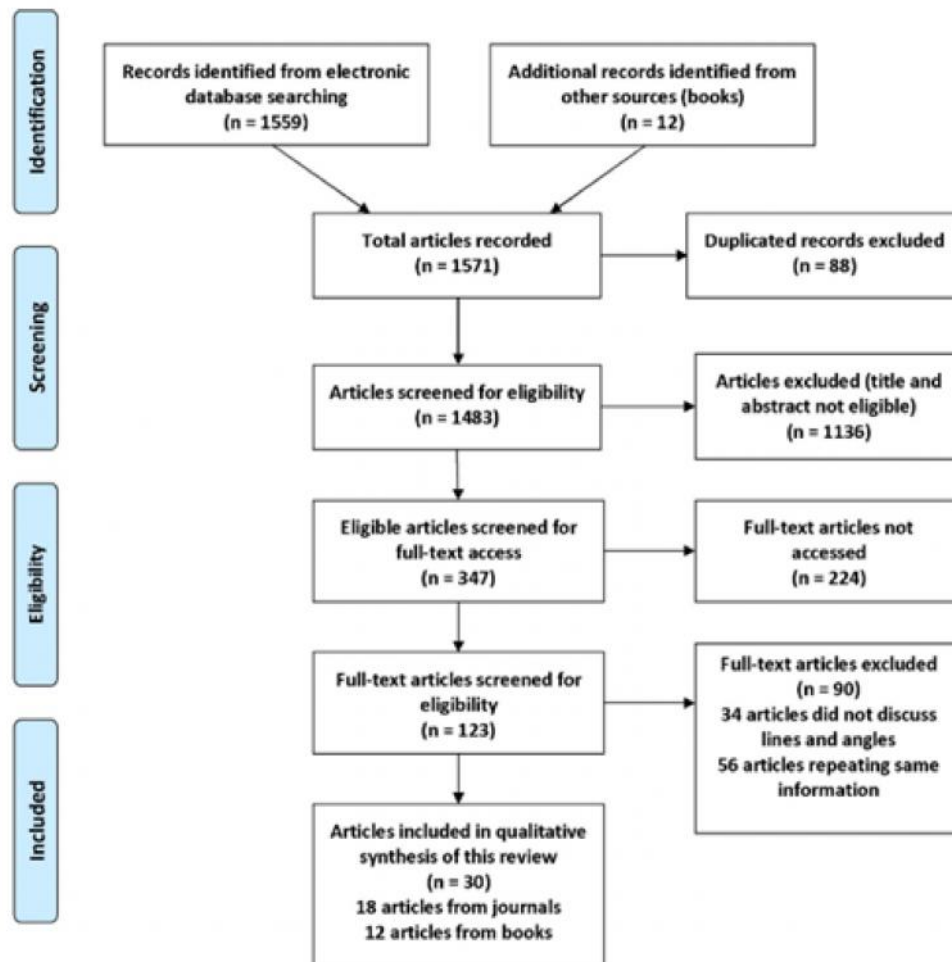 Identification
Records identified from electronic
database searching
(n = 1559)
Additional records identified from
other sources (books)
(n = 12)
Total articles recorded
(n = 1571)
Duplicated records excluded
(n = 88)
Screening
Articles screened for eligibility
(n = 1483)
Articles excluded (title and
abstract not eligible)
(n = 1136)
Eligibility
Eligible articles screened for
full-text access
(n = 347)
Full-text articles not
accessed
(n = 224)
Full-text articles screened for
eligibility
(n = 123)
Full-text articles excluded
(n = 90)
34 articles did not discuss
lines and angles
56 articles repeating same
information
Included
Articles included in qualitative
synthesis of this review
(n = 30)
18 articles from journals
12 articles from books